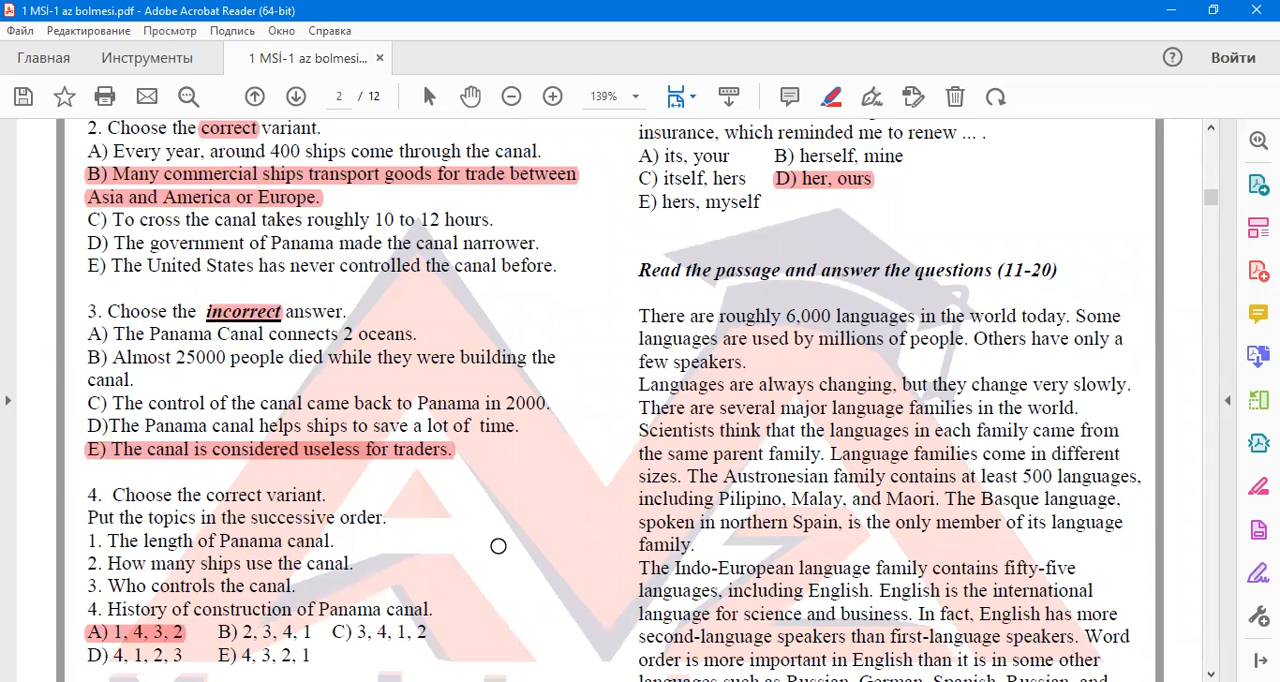 1 MSİ-1 az bolmesi.pdf - Adobe Acrobat Reader (64-bit)
Файл Редактирование Просмотр Подпись Окно Справка
Главная Инструменты 1 MSİ-1 az bolmesi... × Войти
2 / 12 139%
2. Choose the correct variant.
A) Every year, around 400 ships come through the canal.
B) Many commercial ships transport goods for trade between
Asia and America or Europe.
C) To cross the canal takes roughly 10 to 12 hours.
D) The government of Panama made the canal narrower.
E) The United States has never controlled the canal before.
3. Choose the incorrect answer.
A) The Panama Canal connects 2 oceans.
B) Almost 25000 people died while they were building the
canal.
C) The control of the canal came back to Panama in 2000.
D)The Panama canal helps ships to save a lot of time.
E) The canal is considered useless for traders.
4. Choose the correct variant.
Put the topics in the successive order.
1. The length of Panama canal.
2. How many ships use the canal.
3. Who controls the canal.
4. History of construction of Panama canal.
A) 1, 4, 3, 2 B) 2, 3, 4, 1 C) 3, 4, 1, 2
D) 4, 1, 2, 3 E) 4, 3, 2, 1
insurance, which reminded me to renew ... .
A) its, your B) herself, mine
C) itself, hers D) her, ours
E) hers, myself
Read the passage and answer the questions (11-20)
There are roughly 6,000 languages in the world today. Some
languages are used by millions of people. Others have only a
few speakers.
Languages are always changing, but they change very slowly.
There are several major language families in the world.
Scientists think that the languages in each family came from
the same parent family. Language families come in different
sizes. The Austronesian family contains at least 500 languages,
including Pilipino, Malay, and Maori. The Basque language,
spoken in northern Spain, is the only member of its language
family.
The Indo-European language family contains fifty-five
languages, including English. English is the international
language for science and business. In fact, English has more
second-language speakers than first-language speakers. Word
order is more important in English than it is in some other
languages such as Russian, German, Spanish, Russian, and